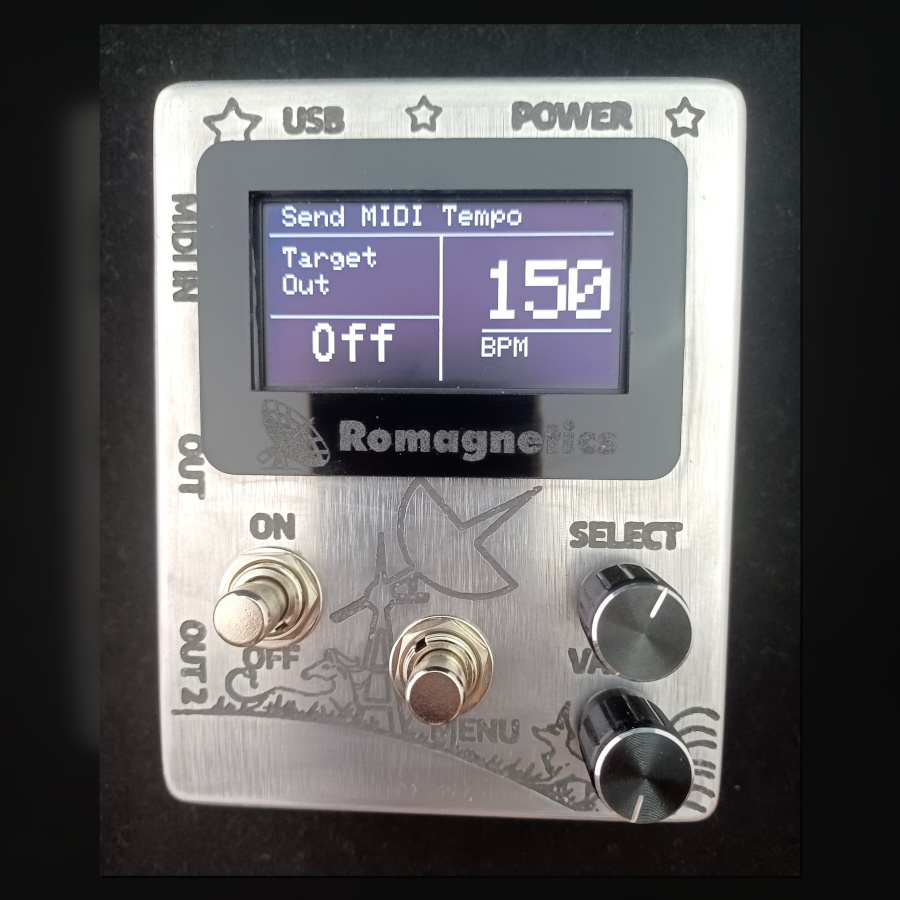 USB
POWER
MIDI IN
Send MIDI Tempo
Target
Out
Off
150
BPM
Romagnetics
OUT
ON
SELECT
OFF
OUT 2
MENU